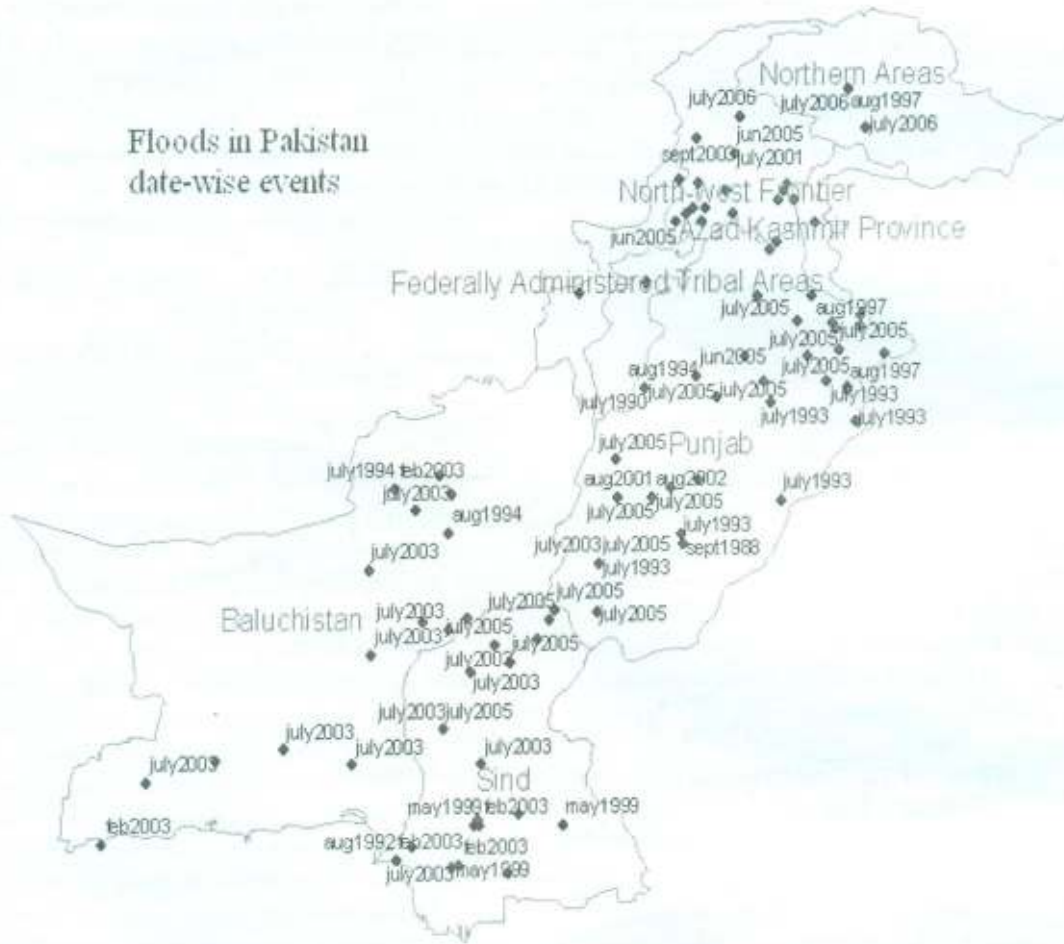 Floods in Pakistan
date-wise events
Northern Areas
july2006
july2006
aug1997
july2006
jun2005
july2001
sept2003
North-west Frontier
Azad Kashmir Province
jun2005
Federally Administered Tribal Areas
july2005
aug1997
july2005
july2005
jun2005
july2005
aug1994
aug1997
july1990
july2005
july2005
july1993
july1993
july1993
july2005
Punjab
july1994
feb2003
july2003
aug2001
aug2002
july1993
july2005
july2005
aug1994
july1993
sept1988
july2003
july2005
july2003
july1993
july2005
july2005
july2003
Baluchistan
july2005
july2003
july2005
july2003
july2003
july2005
july2003
july2003
july2003
july2003
Sind
may1999
feb2003
may1999
feb2003
aug1992
feb2003
feb2003
july2003
may1999